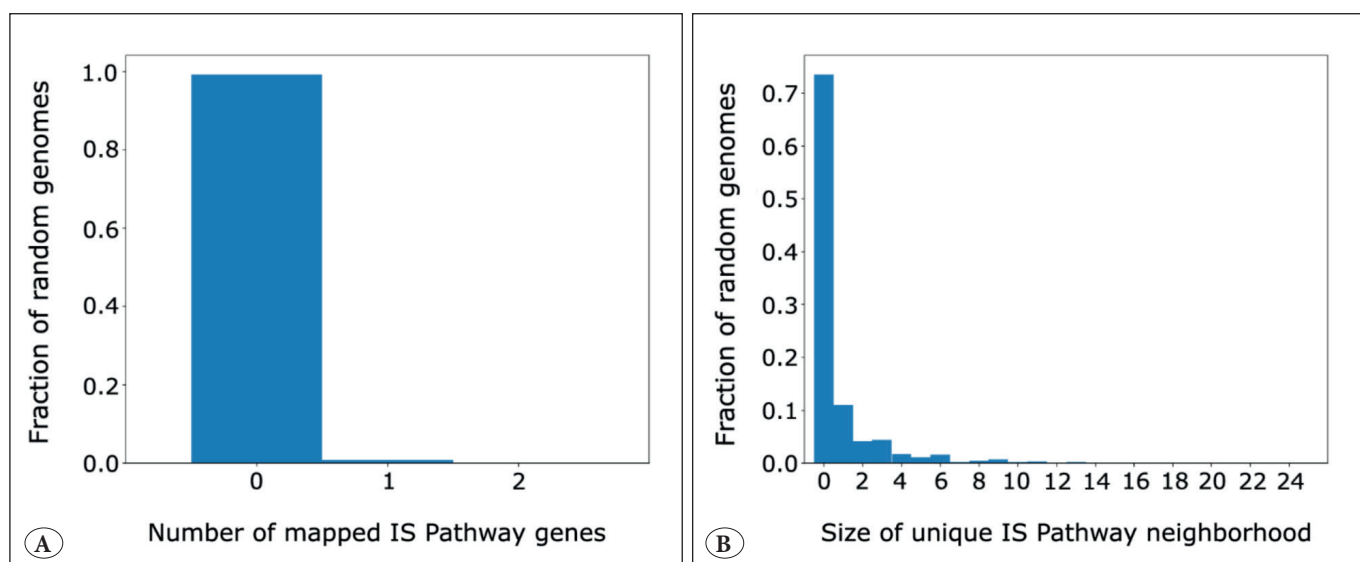 Fraction of random genomes
1.0
0.8
0.6
0.4
0.2
0.0
0 1 2
Number of mapped IS Pathway genes
A
Fraction of random genomes
0.7
0.6
0.5
0.4
0.3
0.2
0.1
0.0
0 2 4 6 8 10 12 14 16 18 20 22 24
Size of unique IS Pathway neighborhood
B